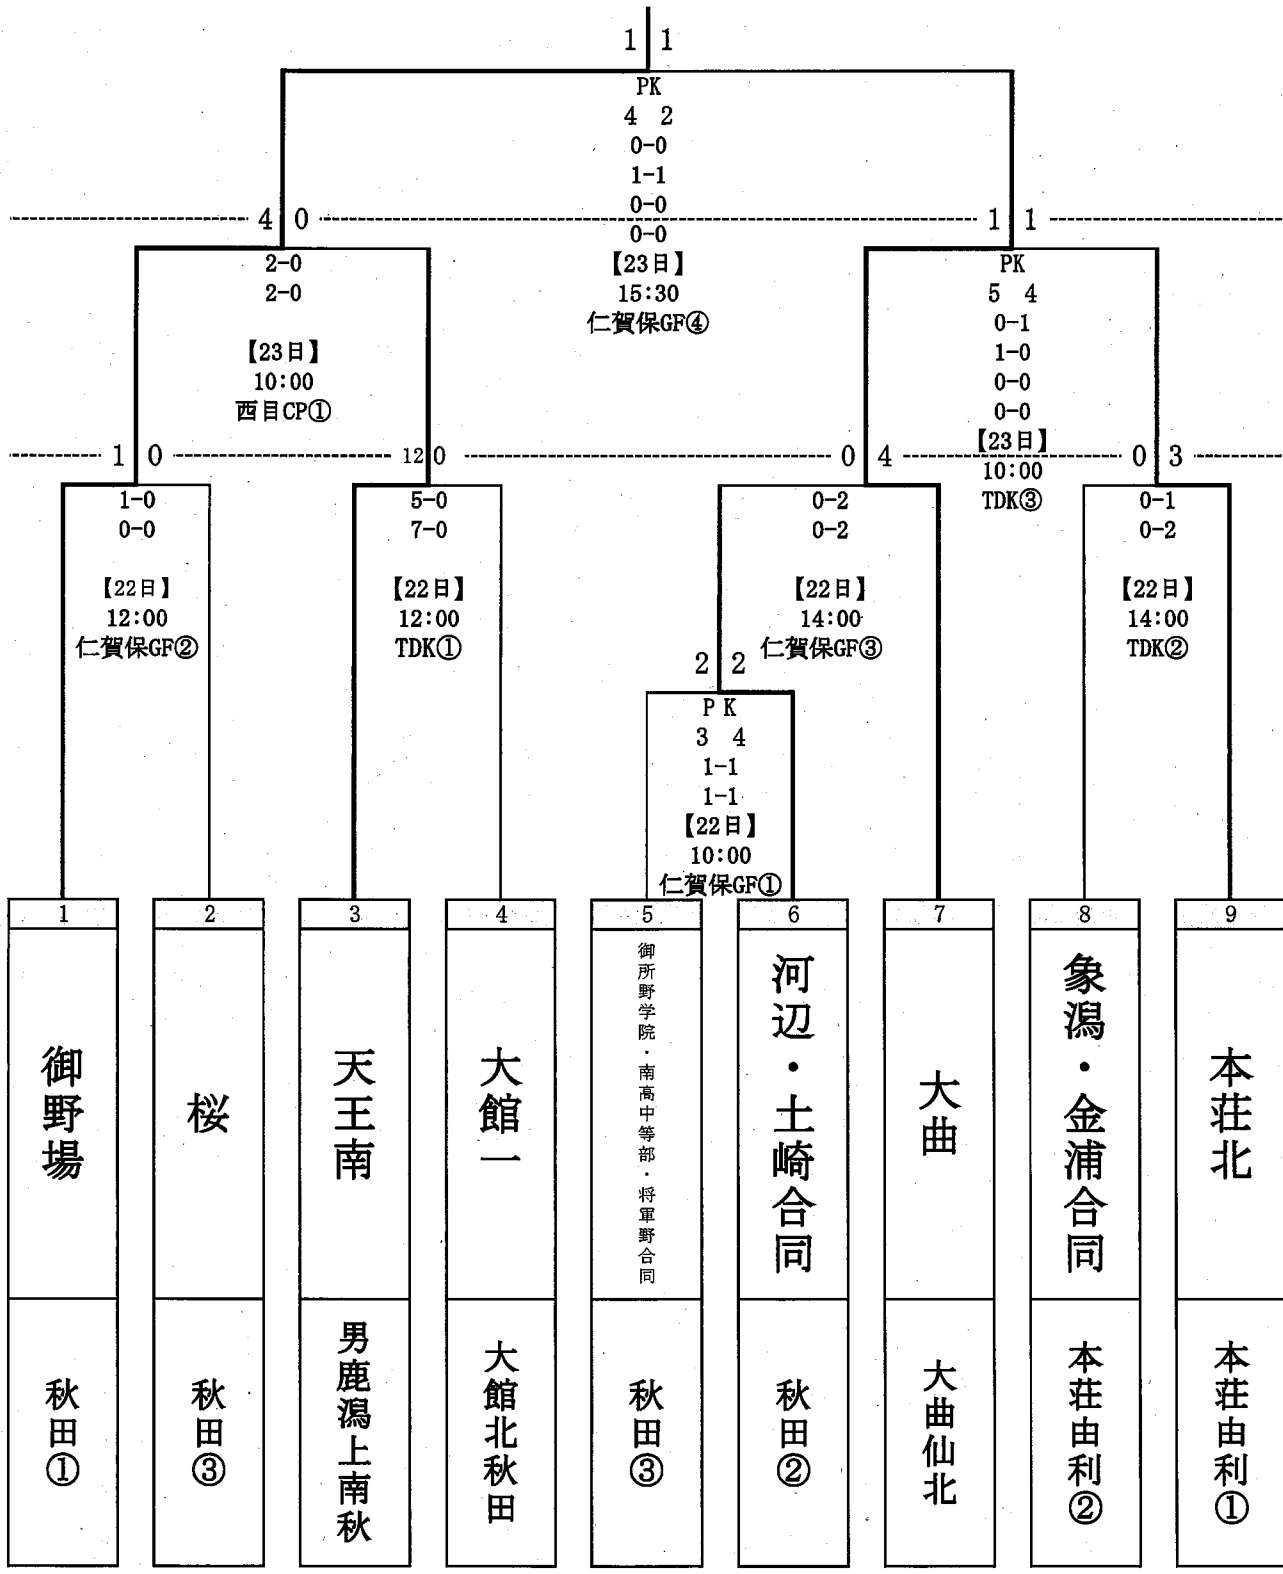 1 1
PK
4 2
0-0
1-1
0-0
0-0
【23日】
15:30
仁賀保GF④
4 0
2-0
2-0
【23日】
10:00
西目CP①
1 1
PK
5 4
0-1
1-0
0-0
0-0
【23日】
10:00
TDK③
1 0
1-0
0-0
【22日】
12:00
仁賀保GF②
12 0
5-0
7-0
【22日】
12:00
TDK①
0 4
0-2
0-2
【22日】
14:00
仁賀保GF③
0 3
0-1
0-2
【22日】
14:00
TDK②
2 2
PK
3 4
1-1
1-1
【22日】
10:00
仁賀保GF①
1
御野場
秋田①
2
桜
秋田③
3
天王南
男鹿潟上南秋
4
大館一
大館北秋田
5
御所野学院・南高中等部・将軍野合同
秋田③
6
河辺・土崎合同
秋田②
7
大曲
大曲仙北
8
象潟・金浦合同
本荘由利②
9
本荘北
本荘由利①